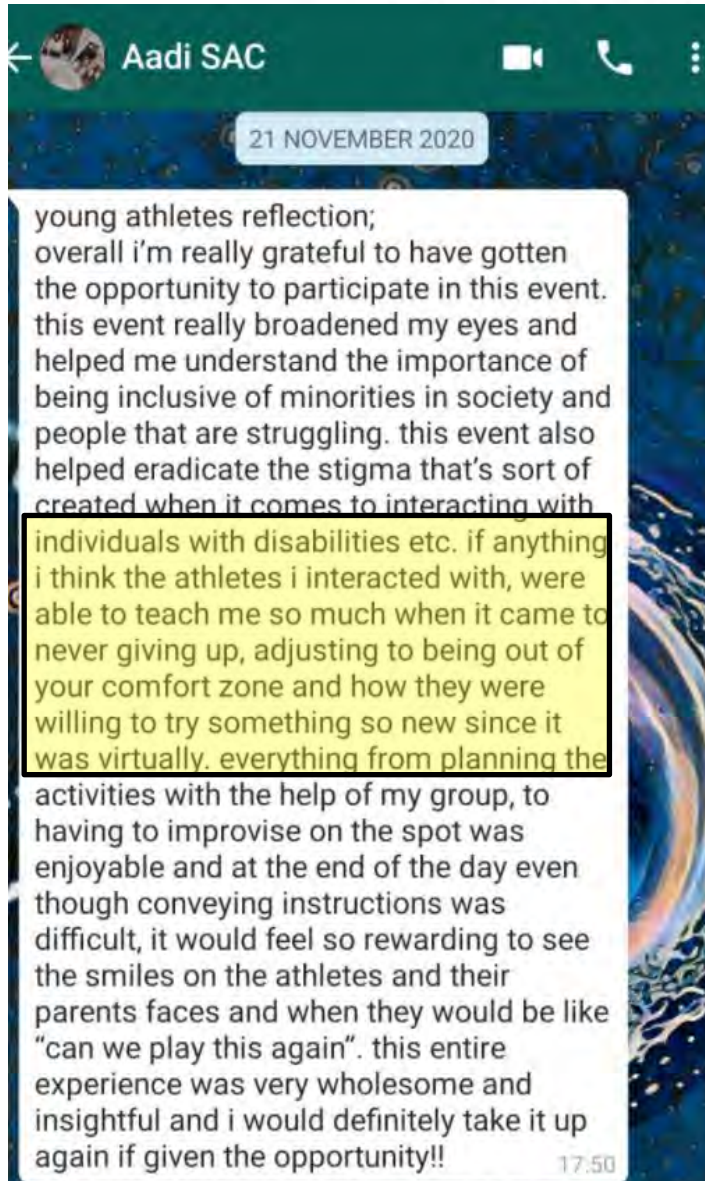 Aadi SAC
21 NOVEMBER 2020
young athletes reflection;
overall i’m really grateful to have gotten
the opportunity to participate in this event.
this event really broadened my eyes and
helped me understand the importance of
being inclusive of minorities in society and
people that are struggling. this event also
helped eradicate the stigma that’s sort of
created when it comes to interacting with
individuals with disabilities etc. if anything
i think the athletes i interacted with, were
able to teach me so much when it came to
never giving up, adjusting to being out of
your comfort zone and how they were
willing to try something so new since it
was virtually. everything from planning the
activities with the help of my group, to
having to improvise on the spot was
enjoyable and at the end of the day even
though conveying instructions was
difficult, it would feel so rewarding to see
the smiles on the athletes and their
parents faces and when they would be like
“can we play this again”. this entire
experience was very wholesome and
insightful and i would definitely take it up
again if given the opportunity!!
17:50